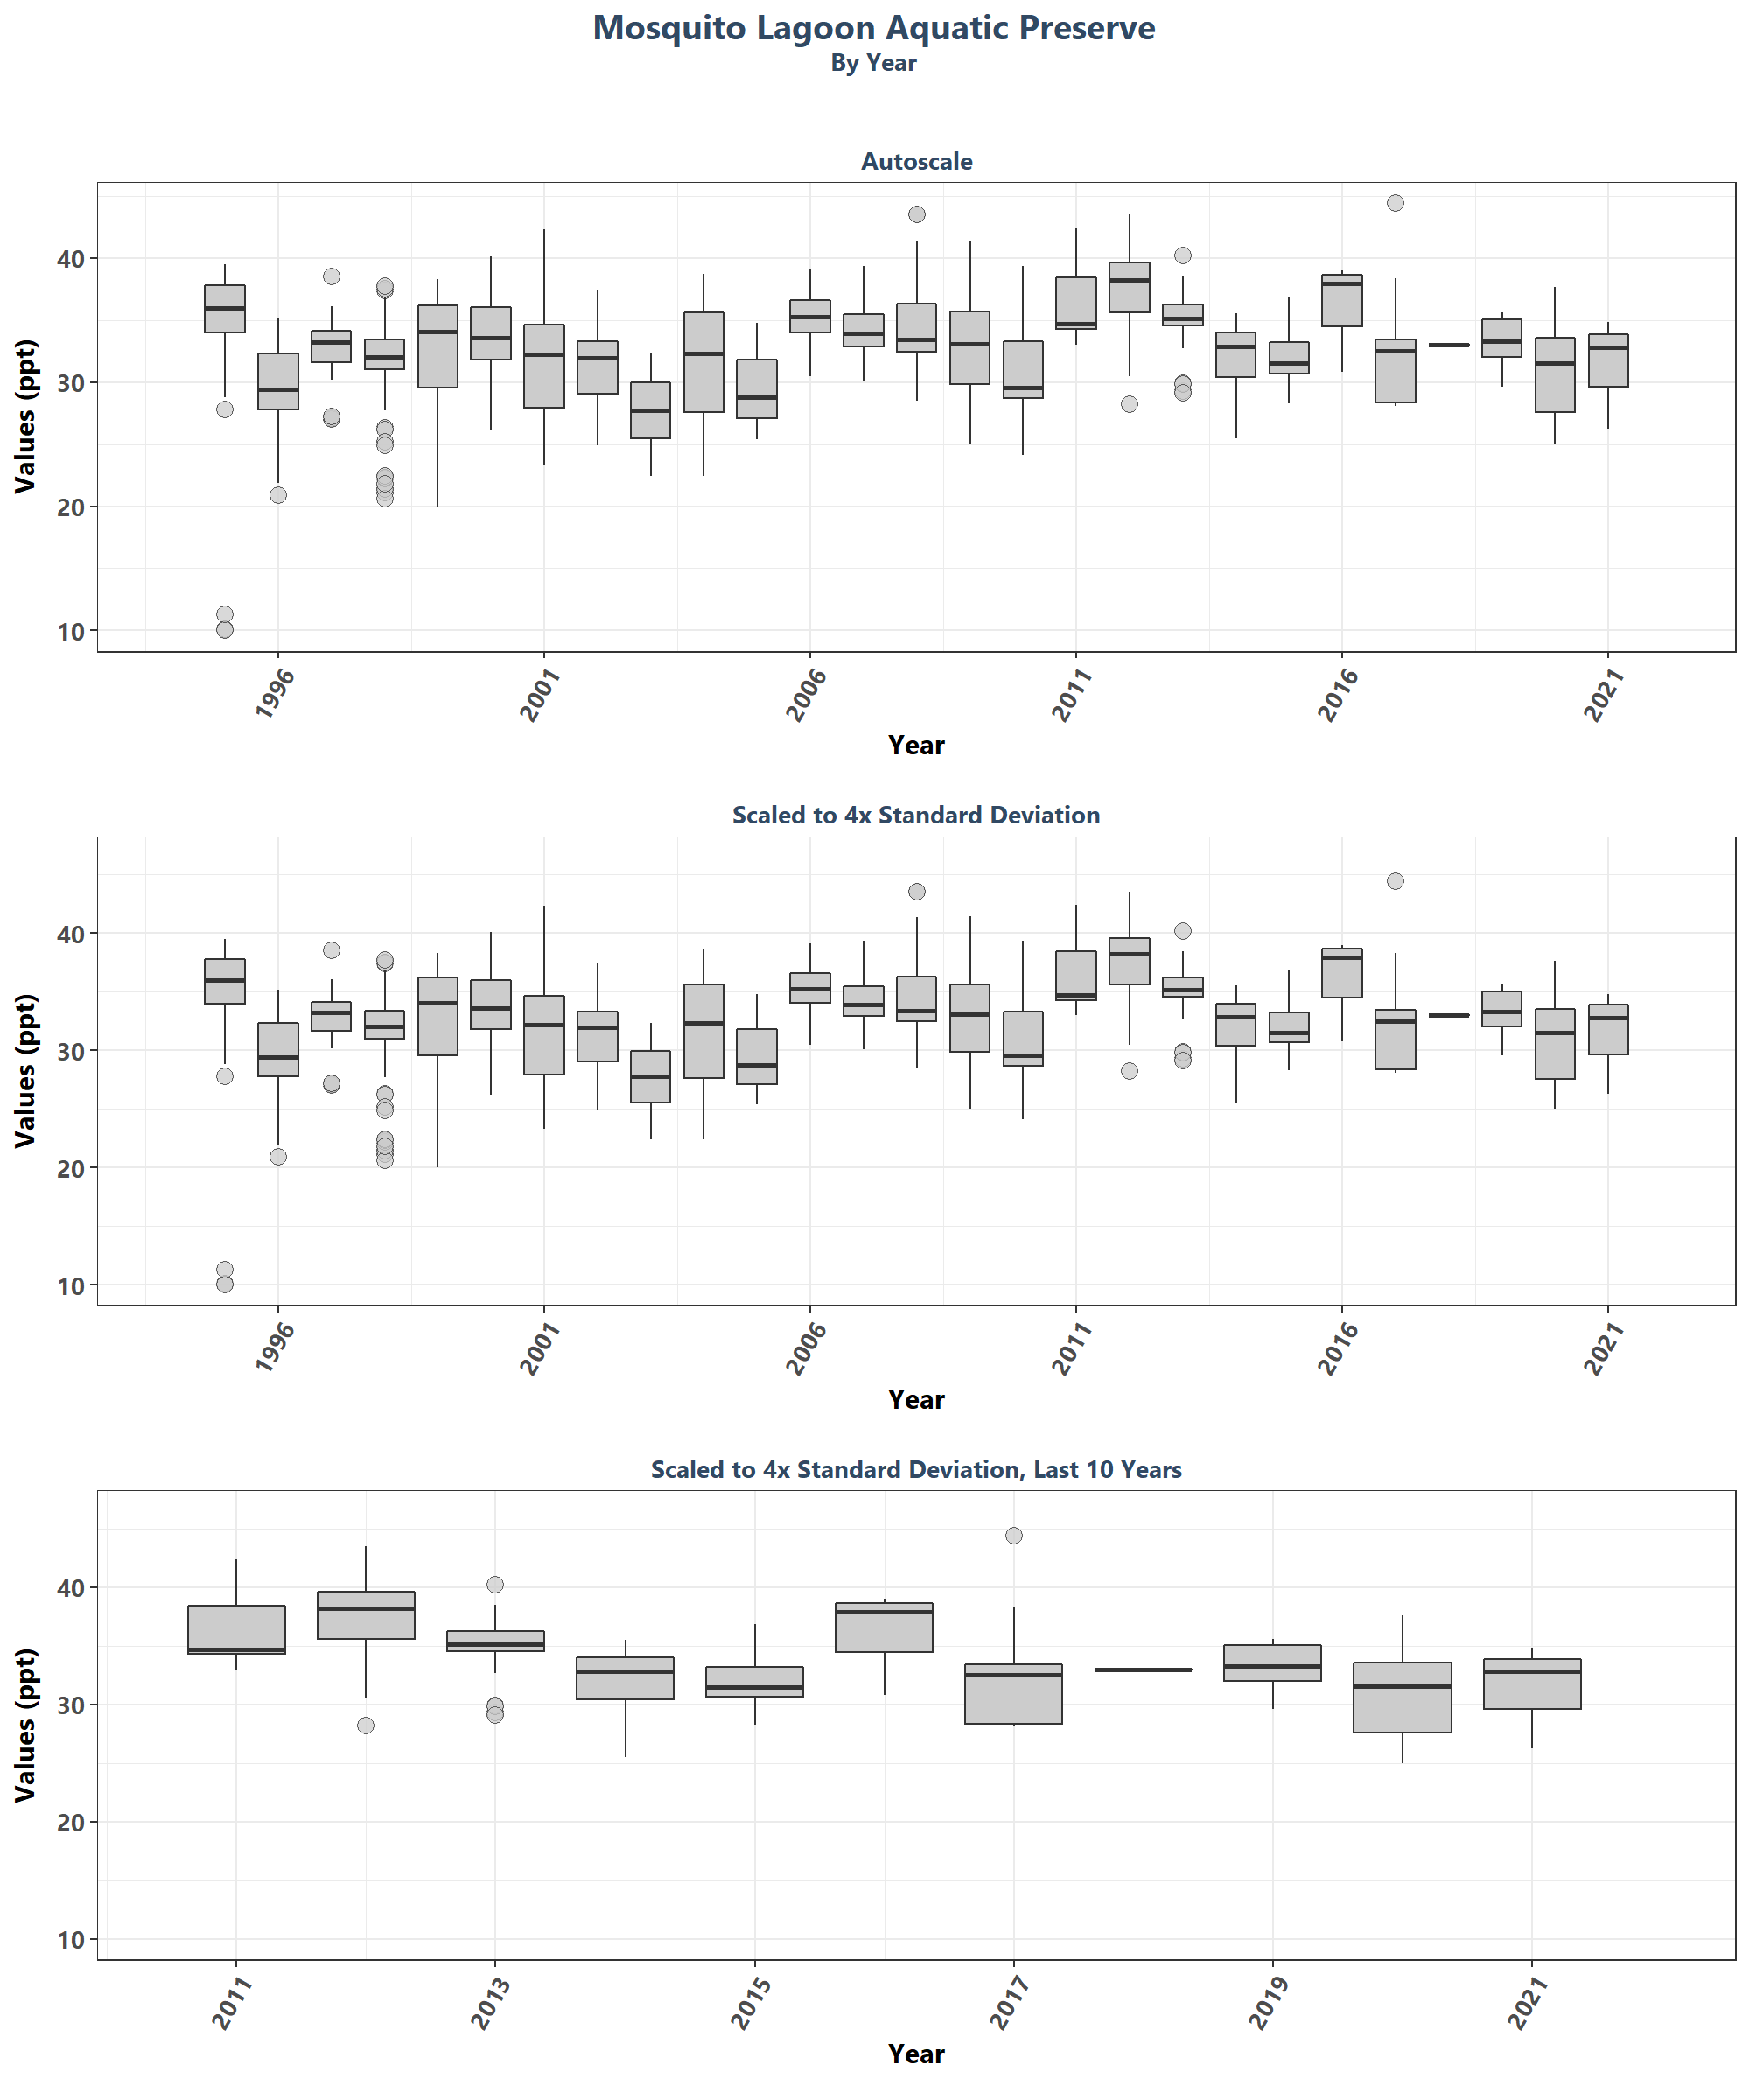 Mosquito Lagoon Aquatic Preserve
By Year
Autoscale
Values (ppt)
40
30
20
10
1996
2001
2006
2011
2016
2021
Year
Scaled to 4x Standard Deviation
Values (ppt)
40
30
20
10
1996
2001
2006
2011
2016
2021
Year
Scaled to 4x Standard Deviation, Last 10 Years
Values (ppt)
40
30
20
10
2011
2013
2015
2017
2019
2021
Year